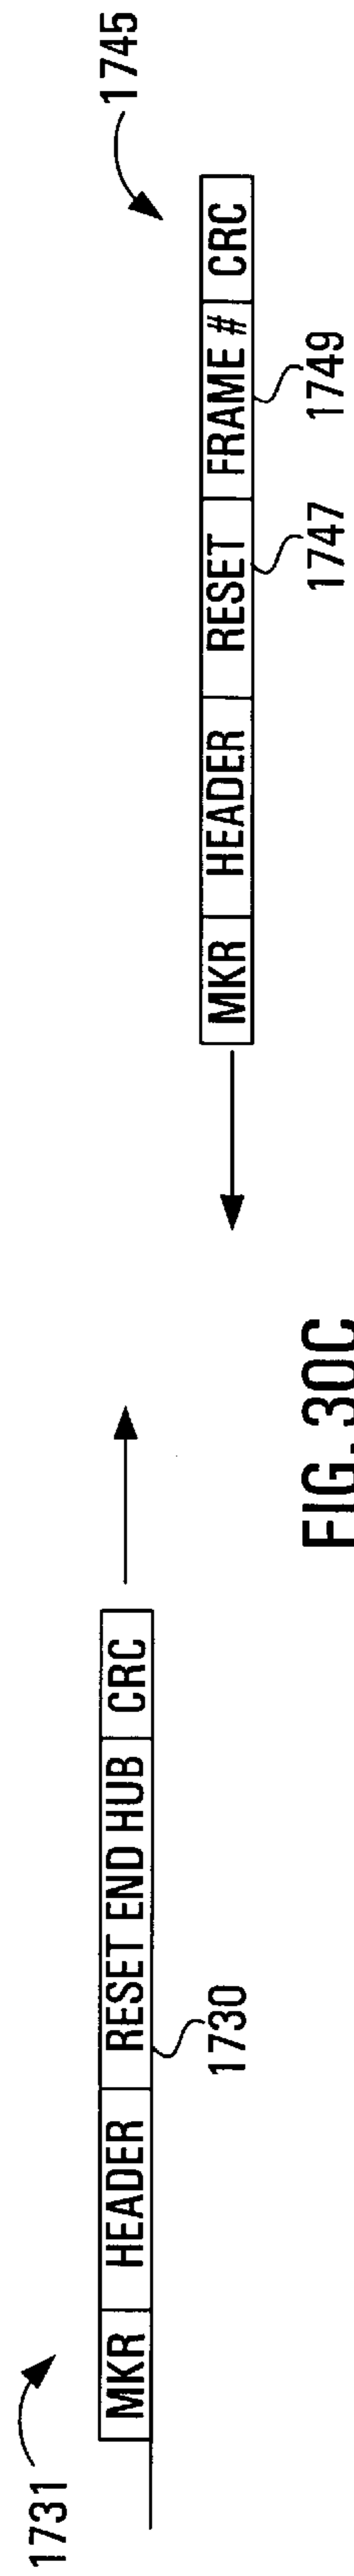 1731
MKR HEADER RESET END HUB CRC
1730
1745
MKR HEADER RESET FRAME # CRC
1747 1749
FIG. 30C